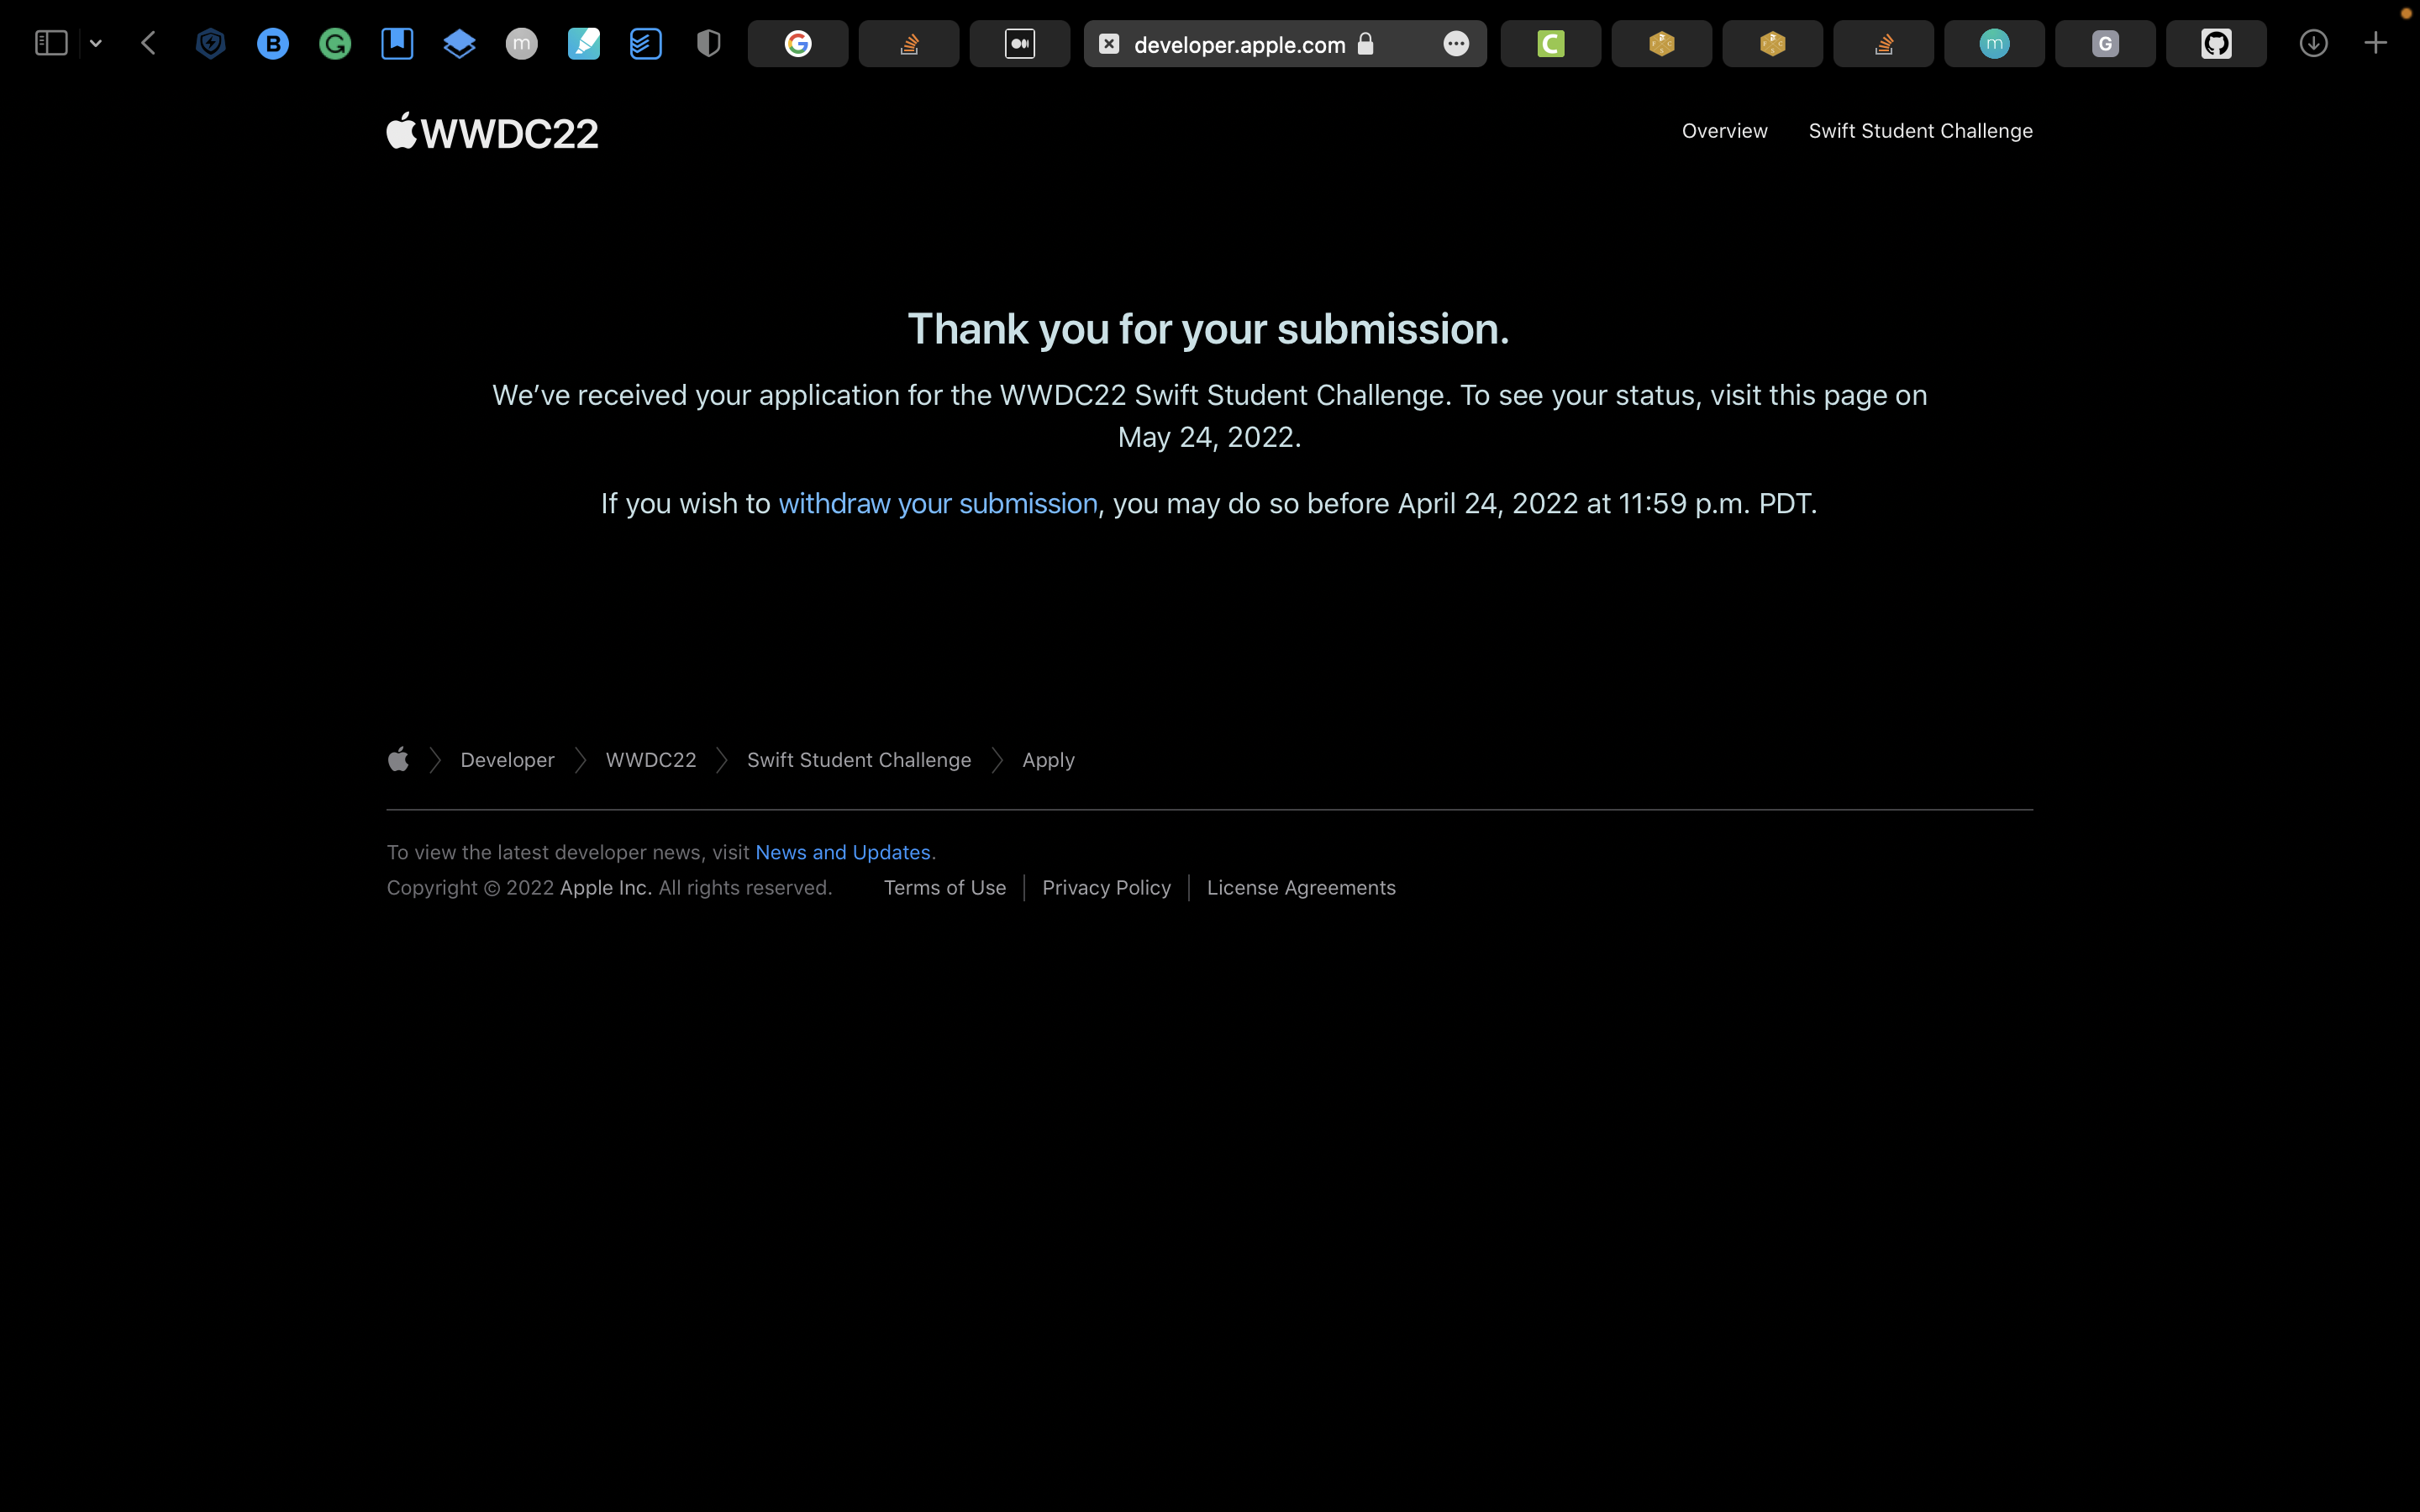 B
G
m
developer.apple.com
C
m
G
WWDC22
Overview
Swift Student Challenge
Thank you for your submission.
We’ve received your application for the WWDC22 Swift Student Challenge. To see your status, visit this page on
May 24, 2022.
If you wish to withdraw your submission, you may do so before April 24, 2022 at 11:59 p.m. PDT.
Developer
WWDC22
Swift Student Challenge
Apply
To view the latest developer news, visit News and Updates.
Copyright © 2022 Apple Inc. All rights reserved.
Terms of Use
Privacy Policy
License Agreements